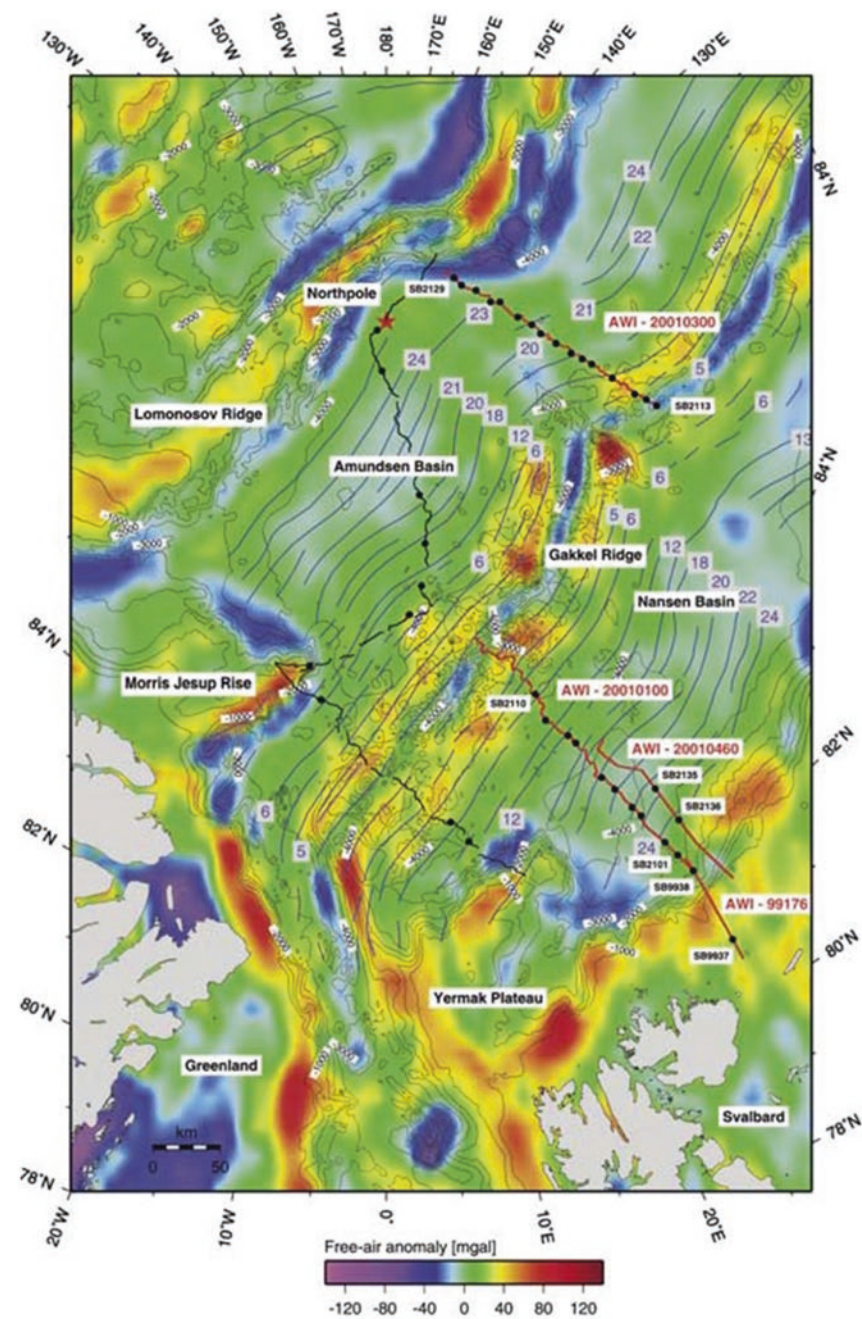 130°W 140°W 150°W 160°W 170°W 180° 170°E 160°E 150°E 140°E 130°E
84°N
-4000
24
22
-4000
Northpole
SB2129
23
21
AWI - 20010300
20
24
5
SB2113
6
21
20
18
Lomonosov Ridge
12
6
13
Amundsen Basin
6
84°N
5 6
6
Gakkel Ridge
12
18
20
Nansen Basin
22
24
84°N
Morris Jesup Rise
SB2110
AWI - 20010100
AWI - 20010460
82°N
SB2135
SB2136
82°N
6
5
12
24
SB2101
SB9938
AWI - 99176
SB9937
80°N
Yermak Plateau
80°N
Greenland
Svalbard
km
0 50
78°N
78°N
20°W 10°W 0° 10°E 20°E
Free-air anomaly [mgal]
-120 -80 -40 0 40 80 120